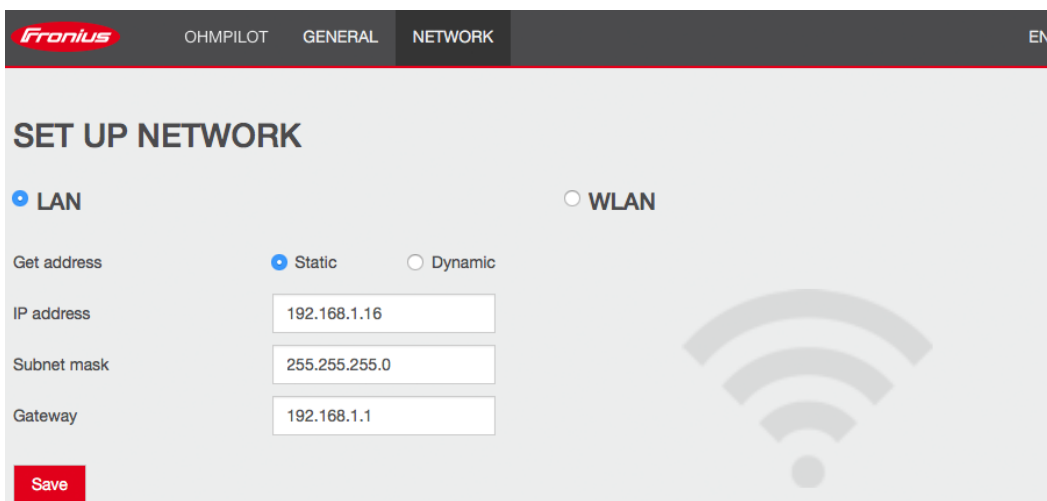 Fronius OHMPILOT GENERAL NETWORK EN
SET UP NETWORK
LAN WLAN
Get address Static Dynamic
IP address 192.168.1.16
Subnet mask 255.255.255.0
Gateway 192.168.1.1
Save